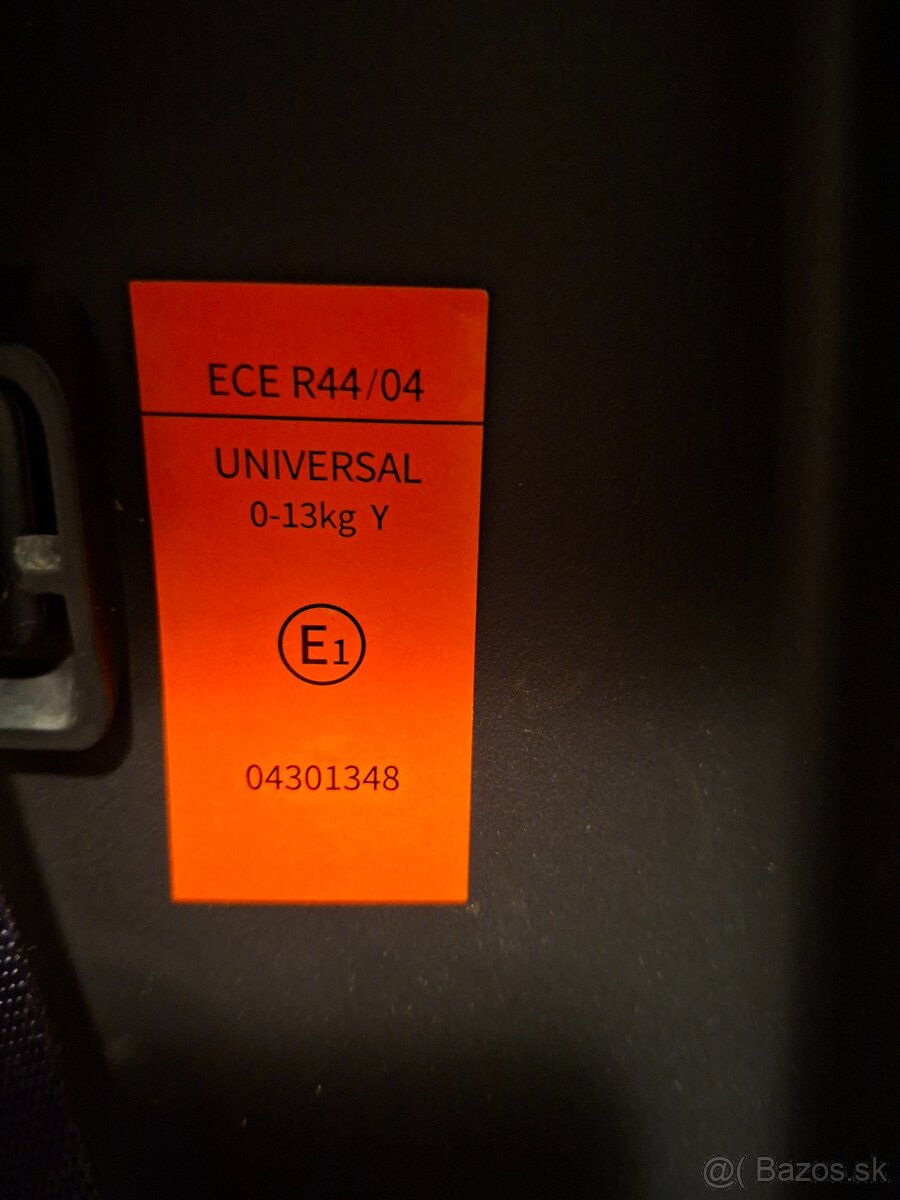 ECE R44/04
UNIVERSAL
0-13kg Y
E1
04301348
@( Bazos.sk